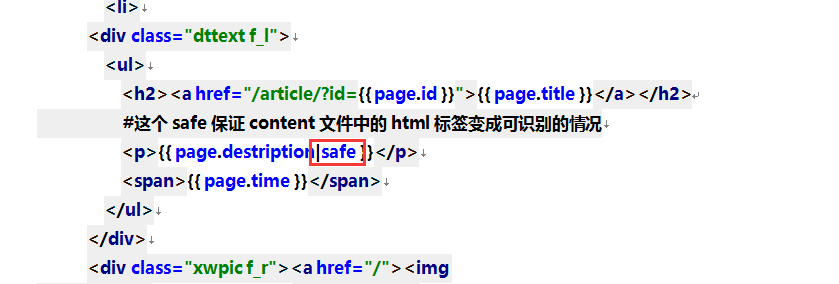 <li>
<div class="dttext f_l">
<ul>
<h2><a href="/article/?id={{ page.id }}">{{ page.title }}</a></h2>
#这个 safe 保证 content 文件中的 html 标签变成可识别的情况
<p>{{ page.destription|safe }}</p>
<span>{{ page.time }}</span>
</ul>
</div>
<div class="xwpic f_r"><a href="/"><img